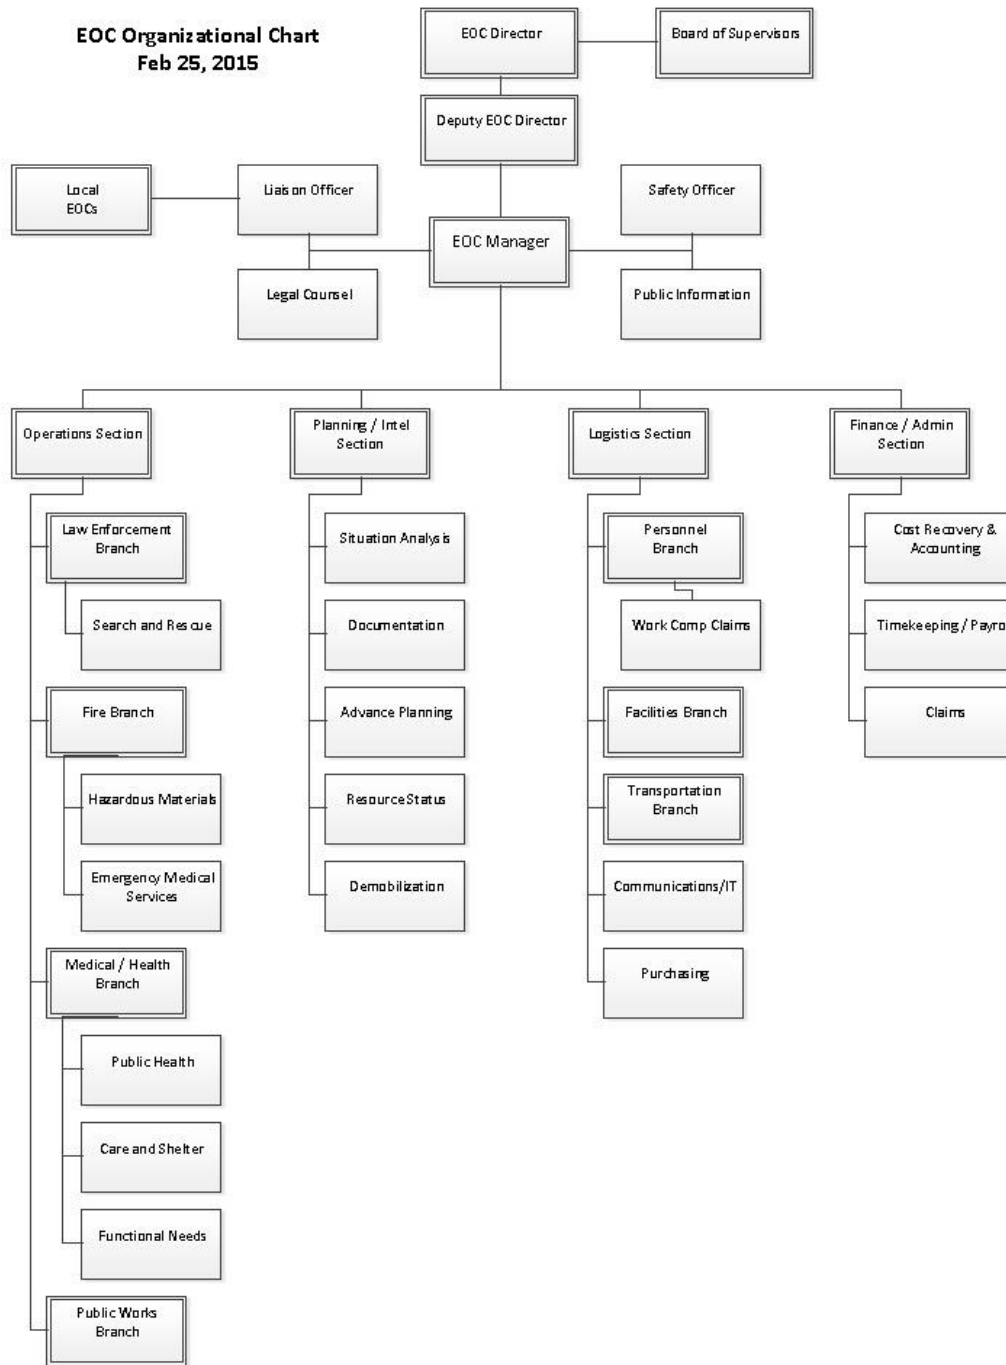 EOC Organizational Chart
Feb 25, 2015
EOC Director
Board of Supervisors
Deputy EOC Director
Local
EOCs
Liaison Officer
Safety Officer
EOC Manager
Legal Counsel
Public Information
Operations Section
Planning / Intel
Section
Logistics Section
Finance / Admin
Section
Law Enforcement
Branch
Situation Analysis
Personnel
Branch
Cost Recovery &
Accounting
Search and Rescue
Documentation
Work Comp Claims
Timekeeping / Payro
Fire Branch
Advance Planning
Facilities Branch
Claims
Hazardous Materials
Resource Status
Transportation
Branch
Emergency Medical
Services
Demobilization
Communications/IT
Medical / Health
Branch
Purchasing
Public Health
Care and Shelter
Functional Needs
Public Works
Branch